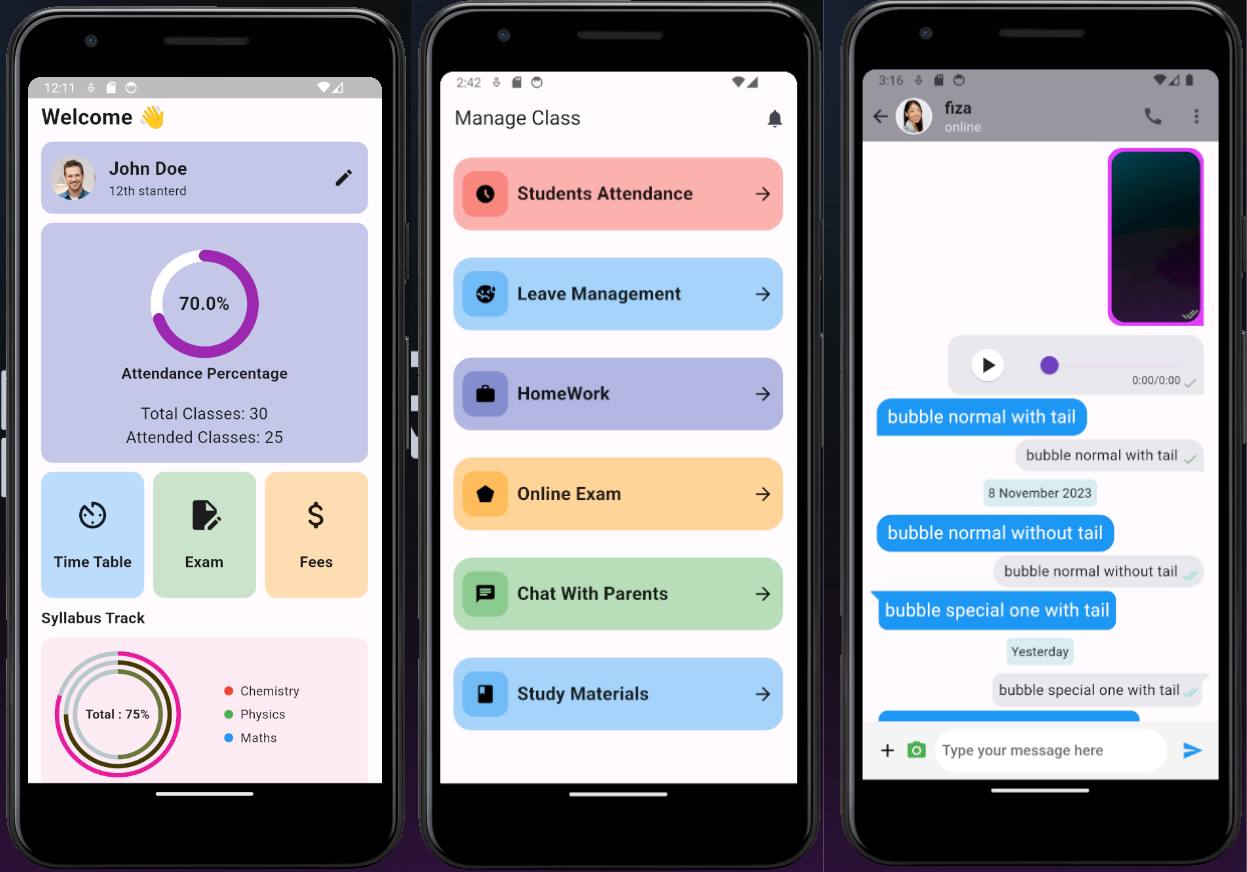 12:11
Welcome 👋
John Doe
12th stanterd
70.0%
Attendance Percentage
Total Classes: 30
Attended Classes: 25
Time Table
Exam
Fees
Syllabus Track
Total : 75%
Chemistry
Physics
Maths
2:42
Manage Class
Students Attendance
Leave Management
HomeWork
Online Exam
Chat With Parents
Study Materials
3:16
fiza
online
0:00/0:00
bubble normal with tail
bubble normal with tail
8 November 2023
bubble normal without tail
bubble normal without tail
bubble special one with tail
Yesterday
bubble special one with tail
Type your message here